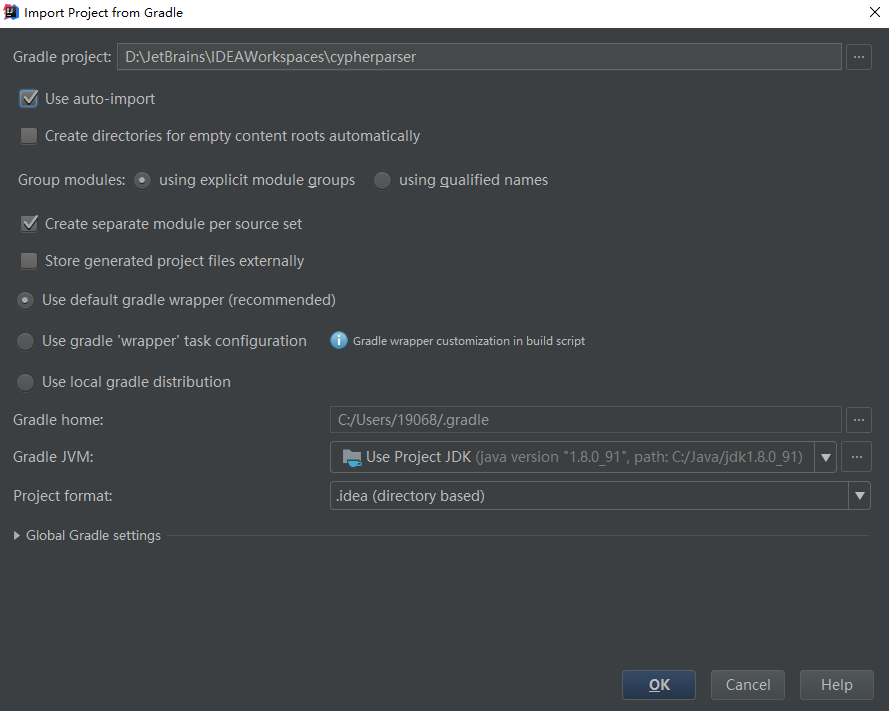 Import Project from Gradle
Gradle project: D:\JetBrains\IDEAWorkspaces\cypherparser ...
Use auto-import
Create directories for empty content roots automatically
Group modules: using explicit module groups using qualified names
Create separate module per source set
Store generated project files externally
Use default gradle wrapper (recommended)
Use gradle 'wrapper' task configuration Gradle wrapper customization in build script
Use local gradle distribution
Gradle home: C:/Users/19068/.gradle ...
Gradle JVM: Use Project JDK (java version "1.8.0_91", path: C:/Java/jdk1.8.0_91) ...
Project format: .idea (directory based)
Global Gradle settings
OK Cancel Help